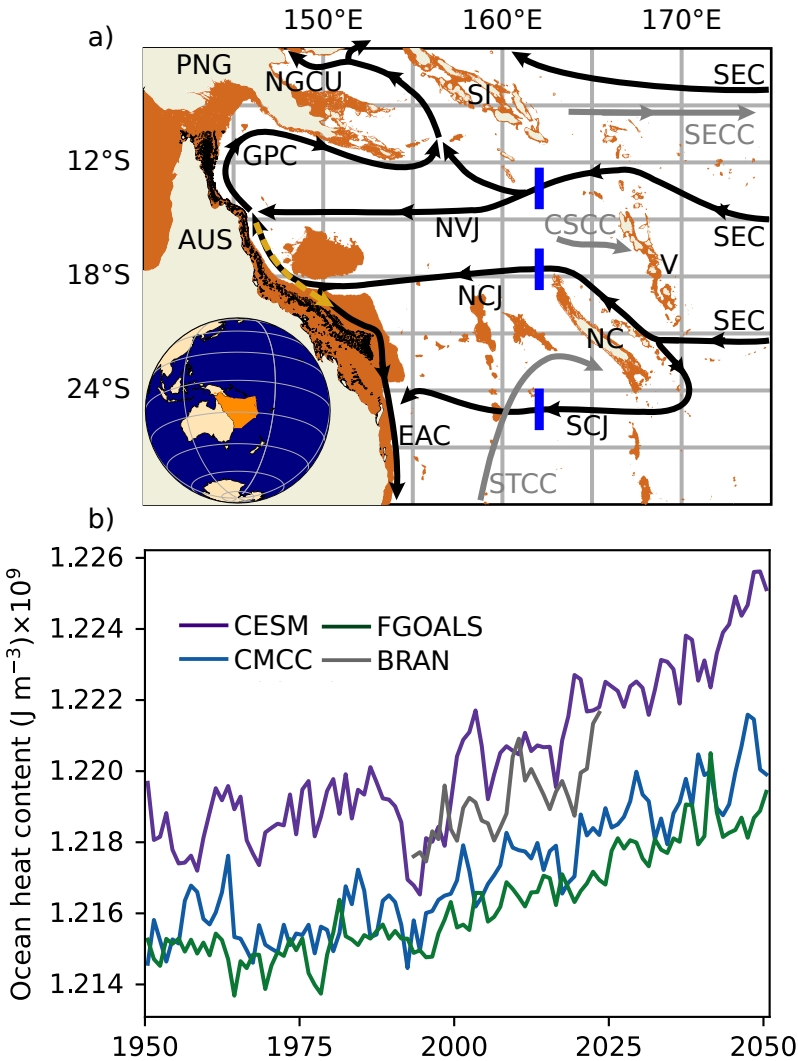 150°E 160°E 170°E
a)
PNG
NGCU
SI
SEC
SECC
12°S
GPC
AUS
NVJ
CSCC
SEC
V
18°S
NCJ
NC
SEC
24°S
EAC
SCJ
STCC
b)
Ocean heat content (J m⁻³)×10⁹
1.226
1.224
1.222
1.220
1.218
1.216
1.214
CESM
CMCC
FGOALS
BRAN
1950 1975 2000 2025 2050